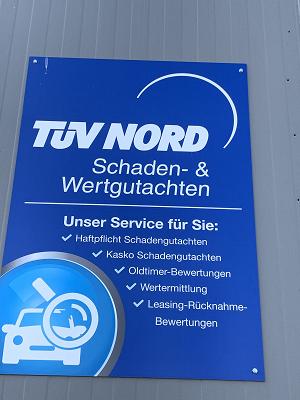 TÜV NORD
Schaden- &
Wertgutachten
Unser Service für Sie:
✓ Haftpflicht Schadengutachten
✓ Kasko Schadengutachten
✓ Oldtimer-Bewertungen
✓ Wertermittlung
✓ Leasing-Rücknahme-
Bewertungen